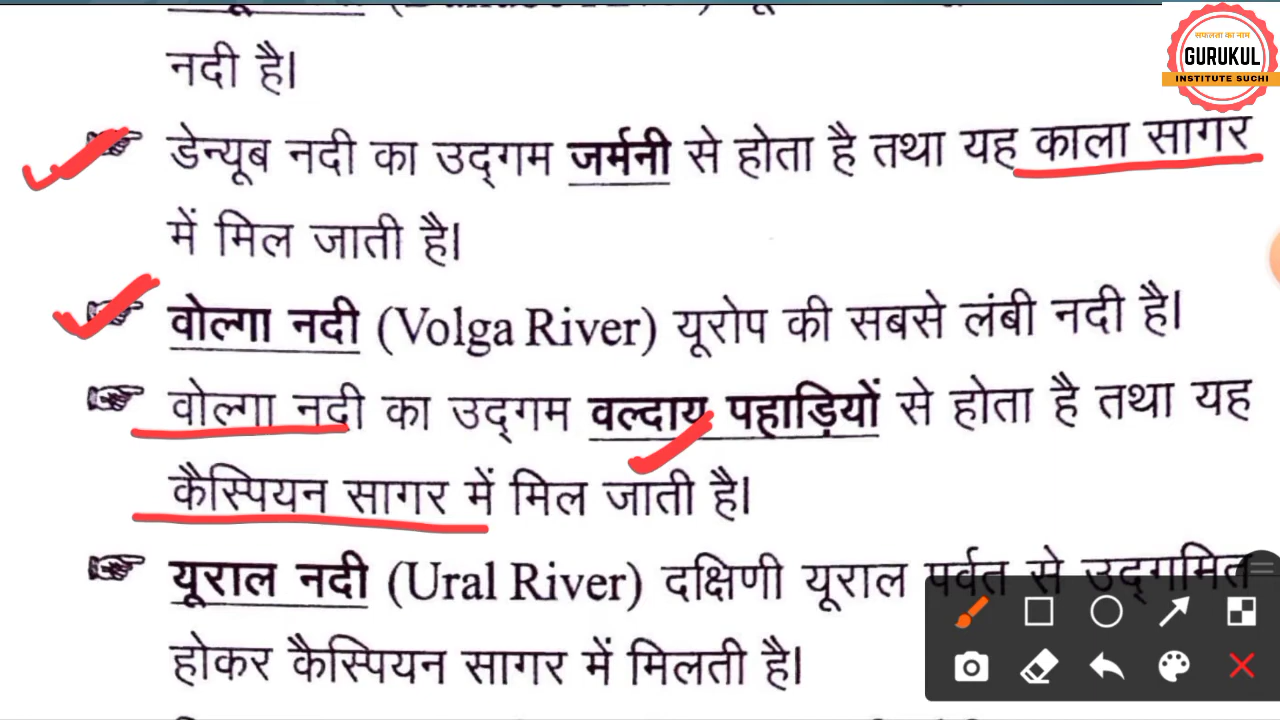 सफलता का नाम
GURUKUL
INSTITUTE SUCHI
नदी है।
डेन्यूब नदी का उद्गम जर्मनी से होता है तथा यह काला सागर
में मिल जाती है।
वोल्गा नदी (Volga River) यूरोप की सबसे लंबी नदी है।
वोल्गा नदी का उद्गम वल्दाय पहाड़ियों से होता है तथा यह
कैस्पियन सागर में मिल जाती है।
यूराल नदी (Ural River) दक्षिणी यूराल पर्वत से उद्गमित
होकर कैस्पियन सागर में मिलती है।